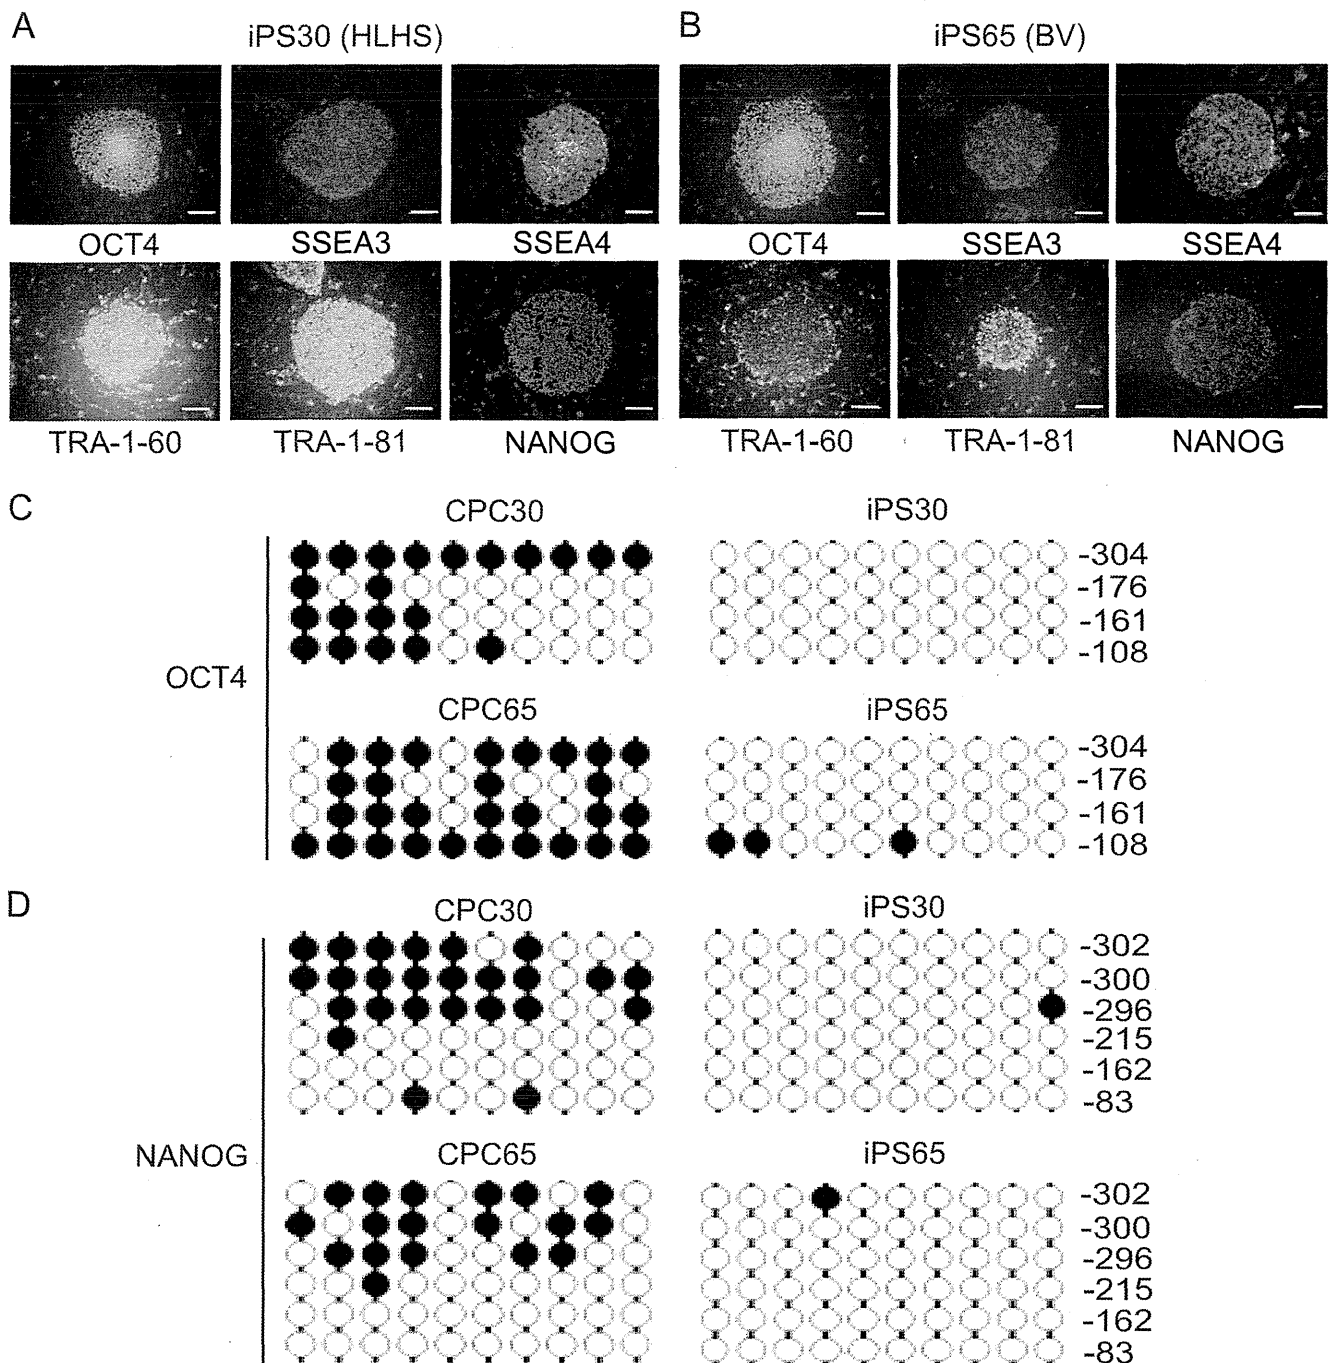 A
iPS30 (HLHS)
B
iPS65 (BV)
OCT4 SSEA3 SSEA4
OCT4 SSEA3 SSEA4
TRA-1-60 TRA-1-81 NANOG
TRA-1-60 TRA-1-81 NANOG
C
CPC30
iPS30
-304
-176
-161
-108
OCT4
CPC65
iPS65
-304
-176
-161
-108
D
CPC30
iPS30
-302
-300
-296
-215
-162
-83
NANOG
CPC65
iPS65
-302
-300
-296
-215
-162
-83